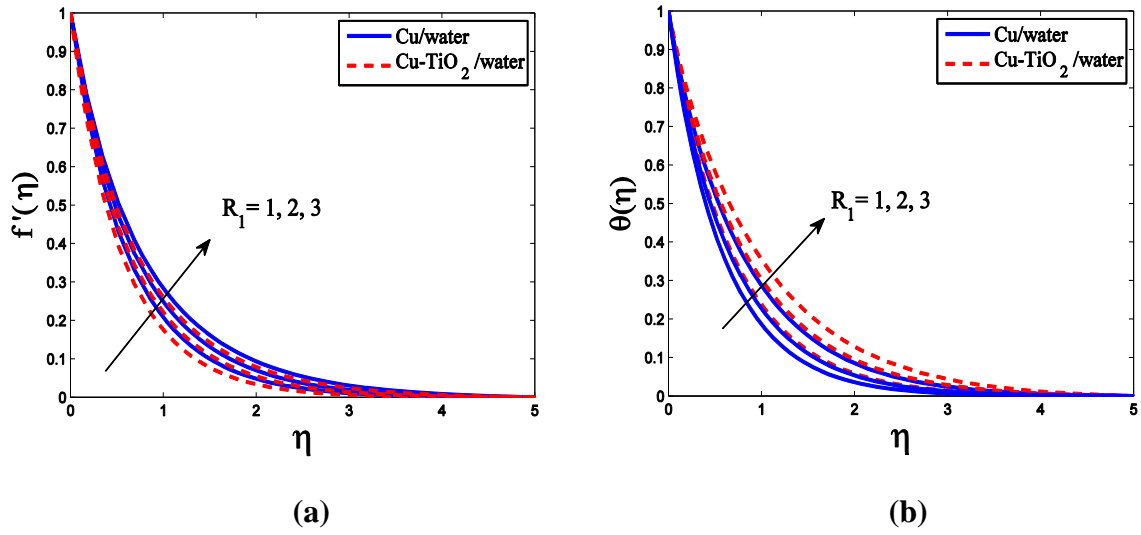 1
0.9
0.8
0.7
0.6
0.5
0.4
0.3
0.2
0.1
0
f '( η)
Cu/water
Cu-TiO₂ /water
R₁= 1, 2, 3
0 1 2 3 4 5
η
(a)
1
0.9
0.8
0.7
0.6
0.5
0.4
0.3
0.2
0.1
0
θ(η)
Cu/water
Cu-TiO₂ /water
R₁= 1, 2, 3
0 1 2 3 4 5
η
(b)